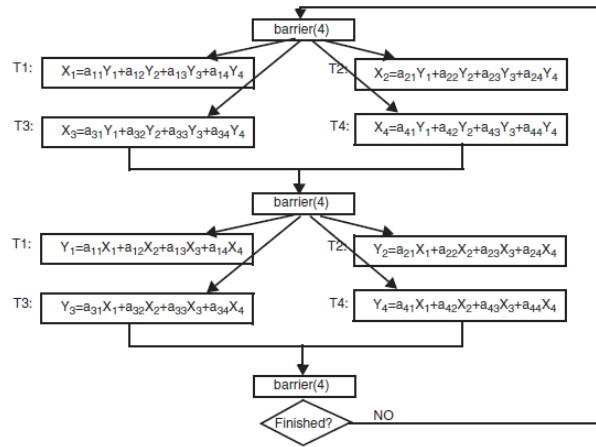 barrier(4)
T1: X₁=a₁₁Y₁+a₁₂Y₂+a₁₃Y₃+a₁₄Y₄
T2: X₂=a₂₁Y₁+a₂₂Y₂+a₂₃Y₃+a₂₄Y₄
T3: X₃=a₃₁Y₁+a₃₂Y₂+a₃₃Y₃+a₃₄Y₄
T4: X₄=a₄₁Y₁+a₄₂Y₂+a₄₃Y₃+a₄₄Y₄
barrier(4)
T1: Y₁=a₁₁X₁+a₁₂X₂+a₁₃X₃+a₁₄X₄
T2: Y₂=a₂₁X₁+a₂₂X₂+a₂₃X₃+a₂₄X₄
T3: Y₃=a₃₁X₁+a₃₂X₂+a₃₃X₃+a₃₄X₄
T4: Y₄=a₄₁X₁+a₄₂X₂+a₄₃X₃+a₄₄X₄
barrier(4)
Finished?
NO